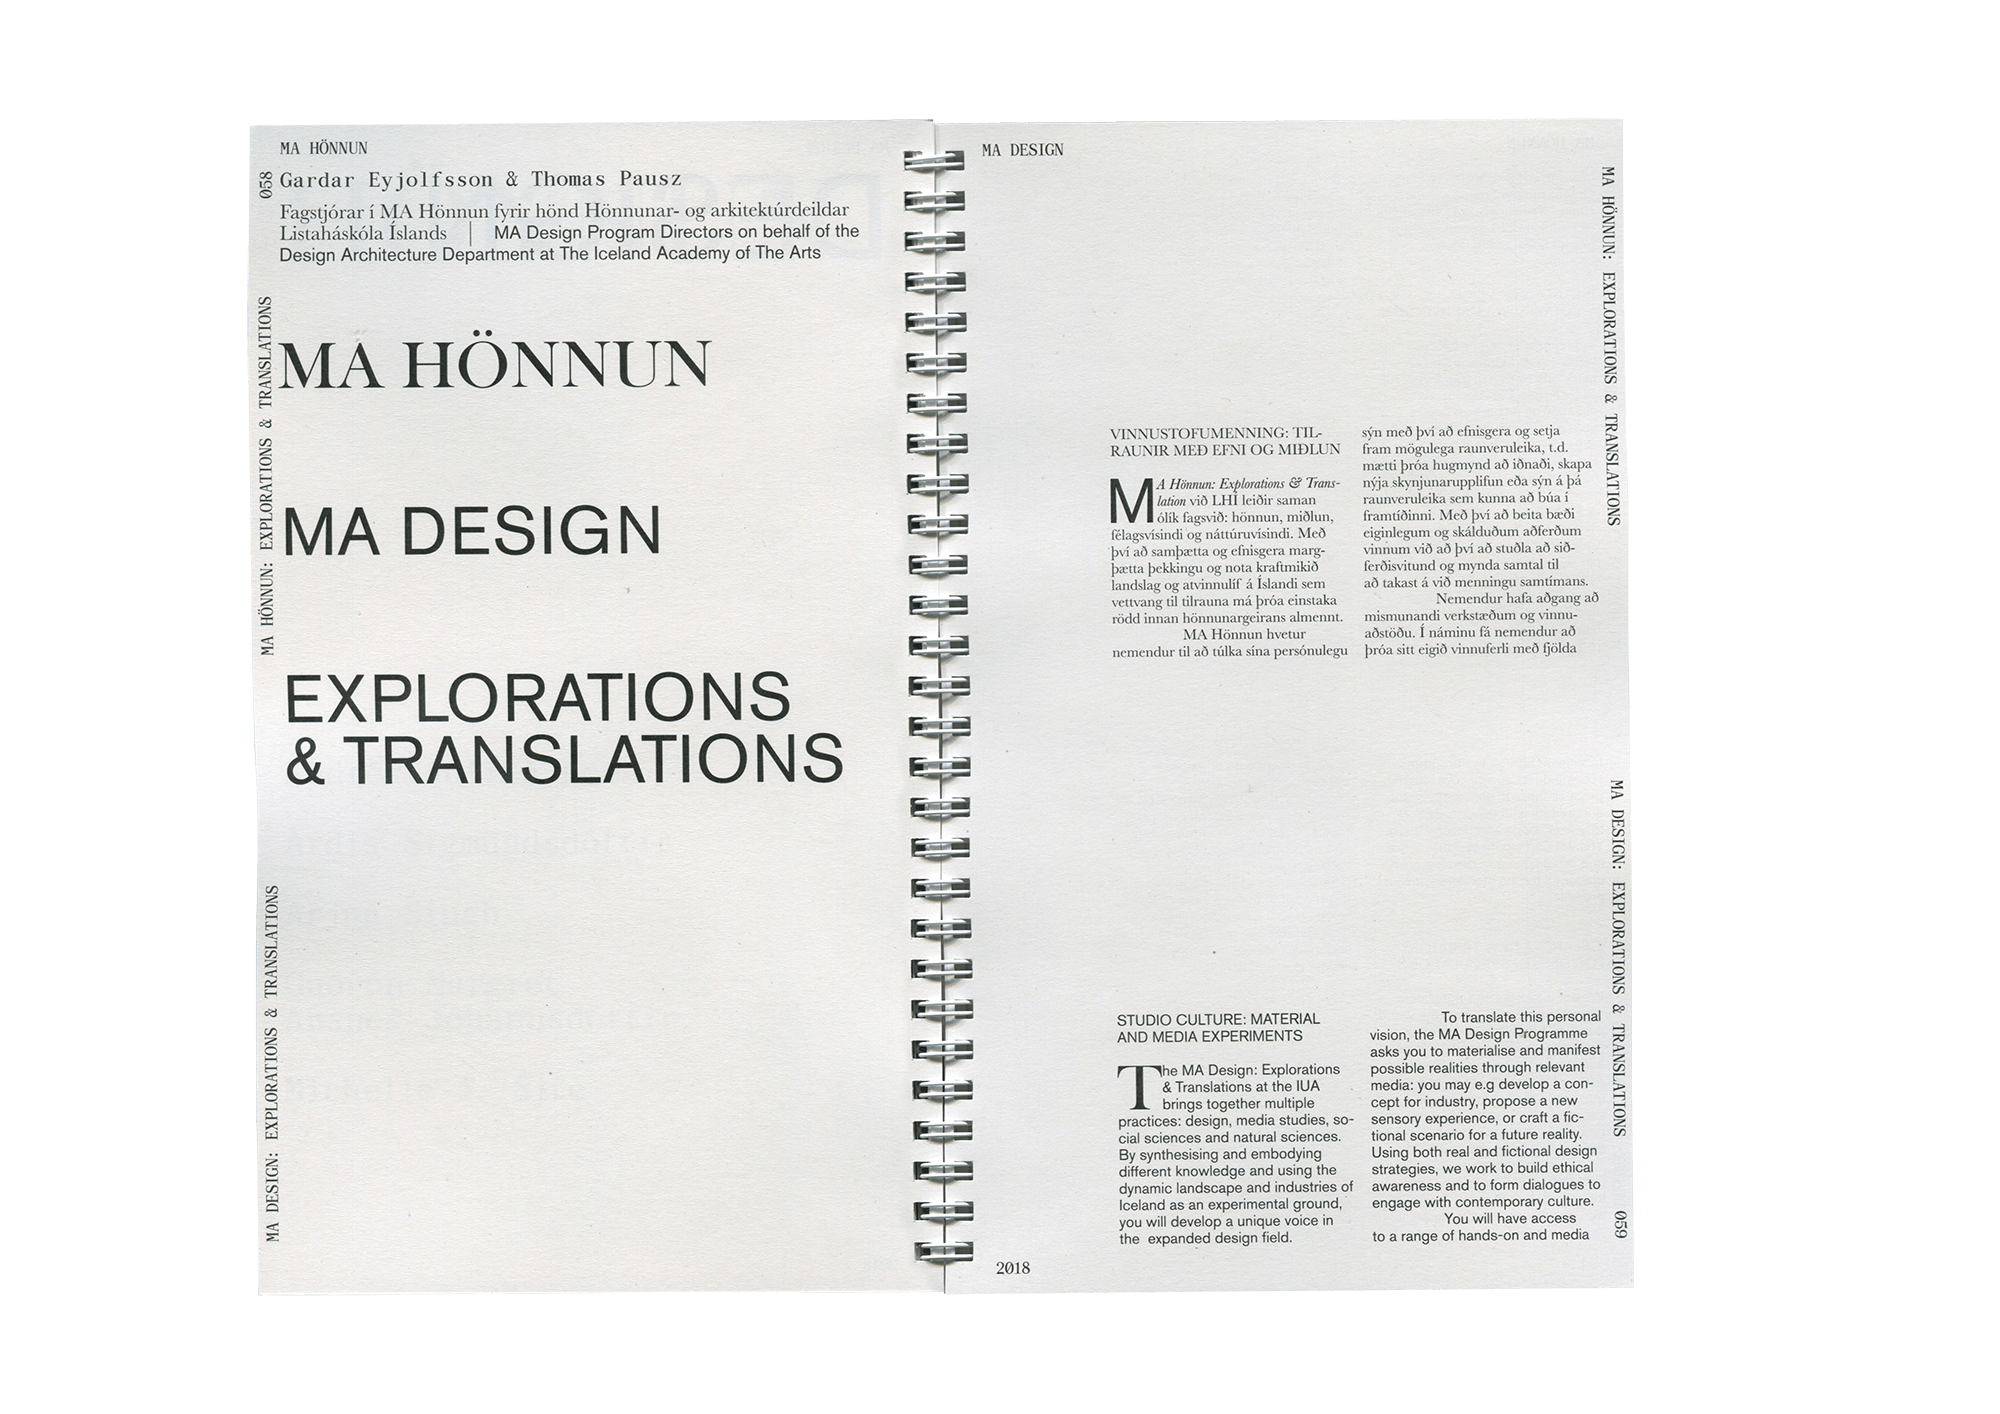 MA HÖNNUN
058
Gardar Eyjolfsson & Thomas Pausz
Fagstjórar í MA Hönnun fyrir hönd Hönnunar- og arkitektúrdeildar
Listaháskóla Íslands | MA Design Program Directors on behalf of the
Design Architecture Department at The Iceland Academy of The Arts
MA HÖNNUN: EXPLORATIONS & TRANSLATIONS
MA HÖNNUN
MA DESIGN
EXPLORATIONS
& TRANSLATIONS
MA DESIGN: EXPLORATIONS & TRANSLATIONS
MA DESIGN
MA HÖNNUN: EXPLORATIONS & TRANSLATIONS
VINNUSTOFUMENNING: TIL-
RAUNIR MEÐ EFNI OG MIÐLUN
MA Hönnun: Explorations & Trans-
lation við LHÍ leiðir saman
ólík fagsvið: hönnun, miðlun,
félagsvísindi og náttúruvísindi. Með
því að samþætta og efnisgera marg-
þætta þekkingu og nota kraftmikið
landslag og atvinnulíf á Íslandi sem
vettvang til tilrauna má þróa einstaka
rödd innan hönnunargeirans almennt.
MA Hönnun hvetur
nemendur til að túlka sína persónulegu
sýn með því að efnisgera og setja
fram mögulega raunveruleika, t.d.
mætti þróa hugmynd að iðnaði, skapa
nýja skynjunarupplifun eða sýn á þá
raunveruleika sem kunna að búa í
framtíðinni. Með því að beita bæði
eiginlegum og skálduðum aðferðum
vinnum við að því að stuðla að sið-
ferðisvitund og mynda samtal til
að takast á við menningu samtímans.
Nemendur hafa aðgang að
mismunandi verkstæðum og vinnu-
aðstöðu. Í náminu fá nemendur að
þróa sitt eigið vinnuferli með fjölda
MA DESIGN: EXPLORATIONS & TRANSLATIONS
STUDIO CULTURE: MATERIAL
AND MEDIA EXPERIMENTS
The MA Design: Explorations
& Translations at the IUA
brings together multiple
practices: design, media studies, so-
cial sciences and natural sciences.
By synthesising and embodying
different knowledge and using the
dynamic landscape and industries of
Iceland as an experimental ground,
you will develop a unique voice in
the expanded design field.
To translate this personal
vision, the MA Design Programme
asks you to materialise and manifest
possible realities through relevant
media: you may e.g develop a con-
cept for industry, propose a new
sensory experience, or craft a fic-
tional scenario for a future reality.
Using both real and fictional design
strategies, we work to build ethical
awareness and to form dialogues to
engage with contemporary culture.
You will have access
to a range of hands-on and media
059
2018